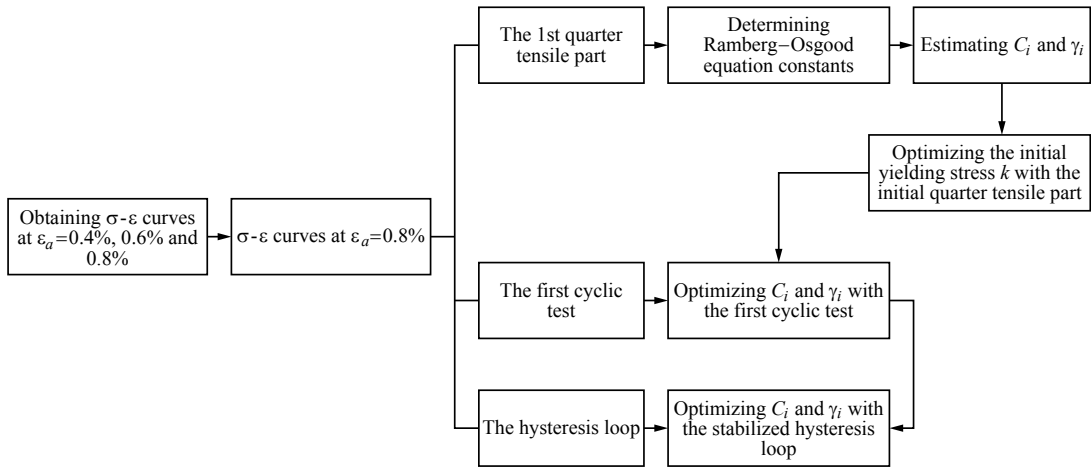 The 1st quarter
tensile part
Determining
Ramberg−Osgood
equation constants
Estimating Cᵢ and γᵢ
Optimizing the initial
yielding stress k with the
initial quarter tensile part
Obtaining σ-ε curves
at εₐ=0.4%, 0.6% and
0.8%
σ-ε curves at εₐ=0.8%
The first cyclic
test
Optimizing Cᵢ and γᵢ with
the first cyclic test
The hysteresis loop
Optimizing Cᵢ and γᵢ with
the stabilized hysteresis
loop